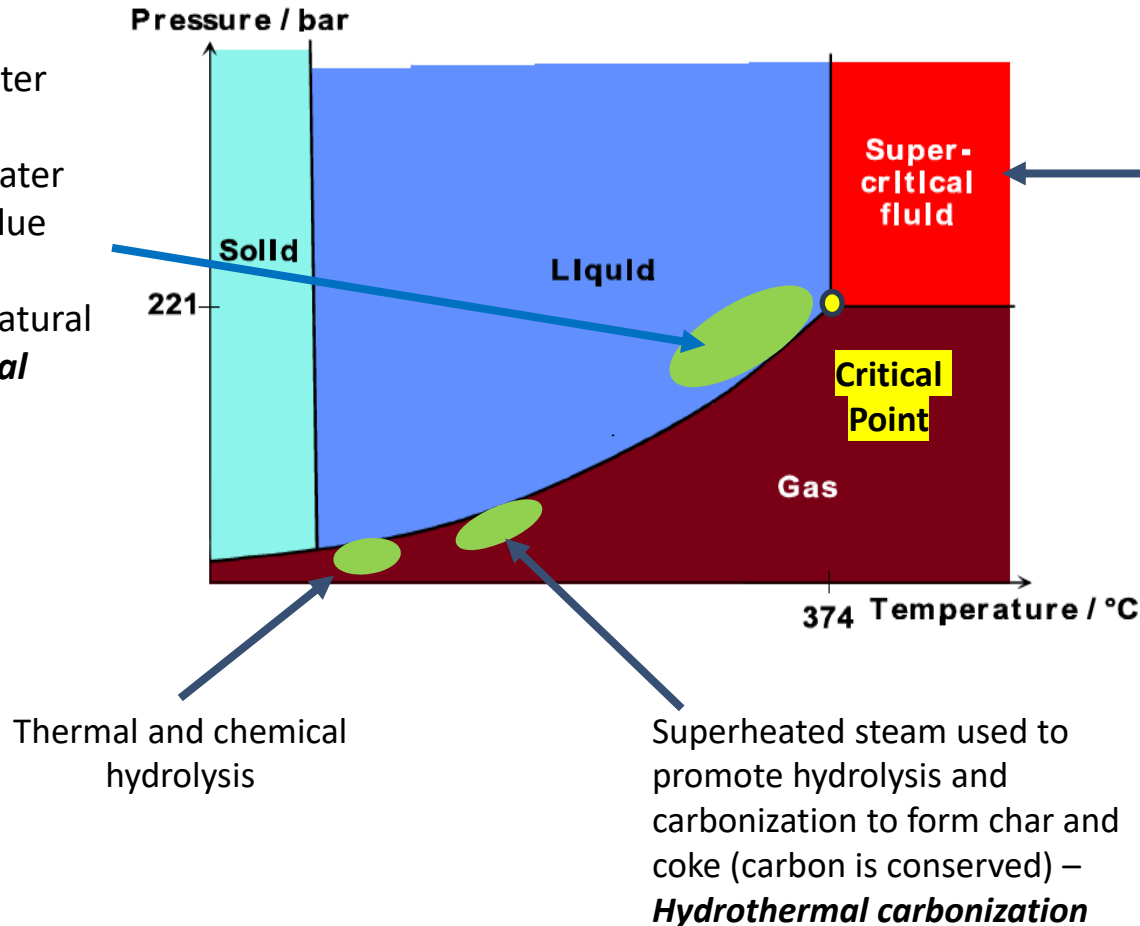 Pressure / bar
ter
ater
lue
atural
al
Solid
Liquid
Super-
critical
fluid
221
Critical
Point
Gas
374
Temperature / °C
Thermal and chemical
hydrolysis
Superheated steam used to
promote hydrolysis and
carbonization to form char and
coke (carbon is conserved) –
Hydrothermal carbonization